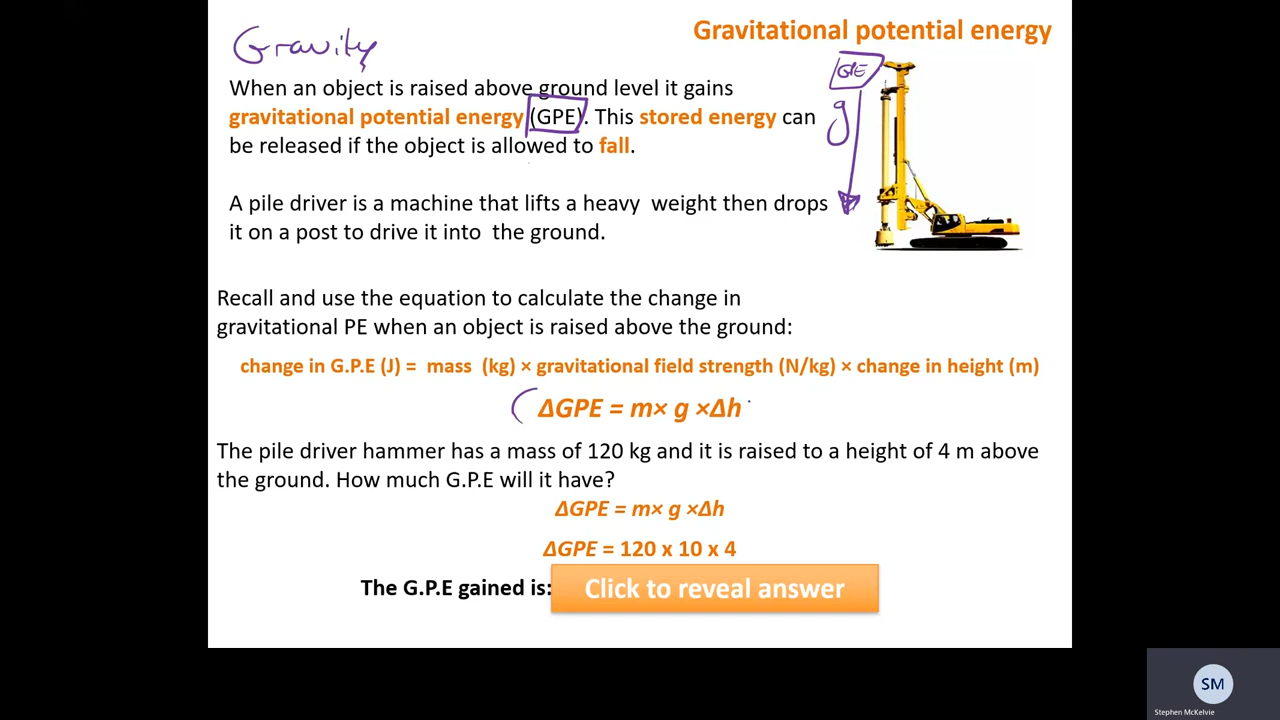 Gravitational potential energy
Gravity
When an object is raised above ground level it gains
gravitational potential energy (GPE). This stored energy can
be released if the object is allowed to fall.
GPE
g
A pile driver is a machine that lifts a heavy weight then drops
it on a post to drive it into the ground.
Recall and use the equation to calculate the change in
gravitational PE when an object is raised above the ground:
change in G.P.E (J) = mass (kg) × gravitational field strength (N/kg) × change in height (m)
ΔGPE = m× g ×Δh
The pile driver hammer has a mass of 120 kg and it is raised to a height of 4 m above
the ground. How much G.P.E will it have?
ΔGPE = m× g ×Δh
ΔGPE = 120 x 10 x 4
The G.P.E gained is: Click to reveal answer
SM
Stephen McKelvie